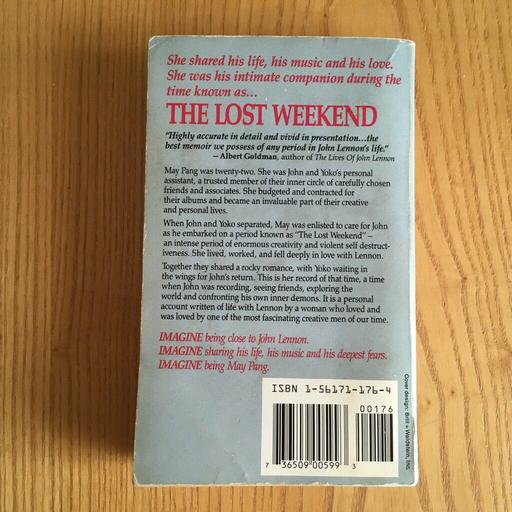 She shared his life, his music and his love.
She was his intimate companion during the
time known as...
THE LOST WEEKEND
"Highly accurate in detail and vivid in presentation...the
best memoir we possess of any period in John Lennon's life."
— Albert Goldman, author of The Lives Of John Lennon
May Pang was twenty-two. She was John and Yoko's personal
assistant, a trusted member of their inner circle of carefully chosen
friends and associates. She budgeted and contracted for
their albums and became an invaluable part of their creative
and personal lives.
When John and Yoko separated, May was enlisted to care for John
as he embarked on a period known as "The Lost Weekend" –
an intense period of enormous creativity and violent self destruct-
iveness. She lived, worked, and fell deeply in love with Lennon.
Together they shared a rocky romance, with Yoko waiting in
the wings for John's return. This is her record of that time, a time
when John was recording, seeing friends, exploring the
world and confronting his own inner demons. It is a personal
account written of life with Lennon by a woman who loved and
was loved by one of the most fascinating creative men of our time.
IMAGINE being close to John Lennon.
IMAGINE sharing his life, his music and his deepest fears.
IMAGINE being May Pang.
ISBN 1-56171-176-4
00176
7 36509 00599 3
Cover design: Brill • Waldstein, Inc.